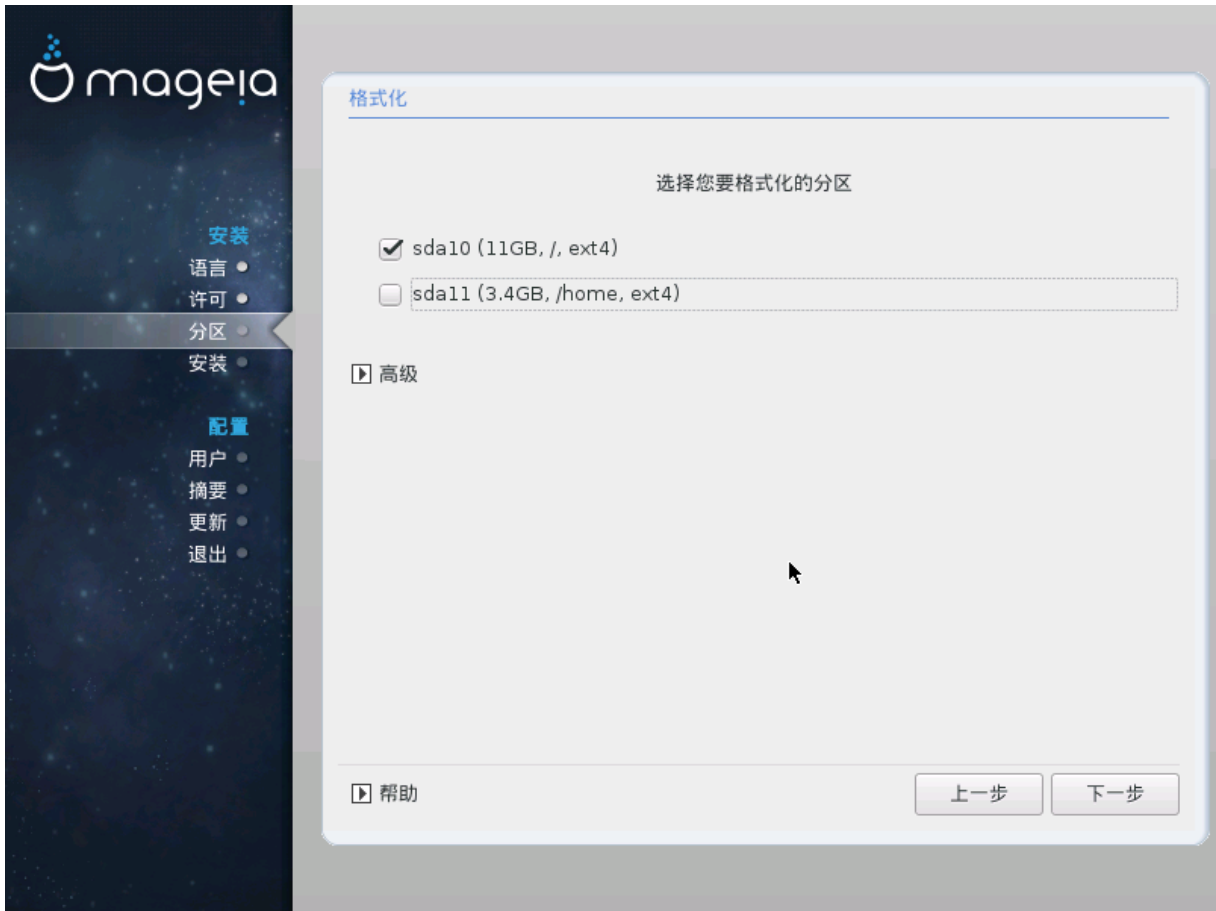 mageia
安装
语言
许可
分区
安装
配置
用户
摘要
更新
退出
格式化
选择您要格式化的分区
sda10 (11GB, /, ext4)
sda11 (3.4GB, /home, ext4)
高级
帮助
上一步
下一步